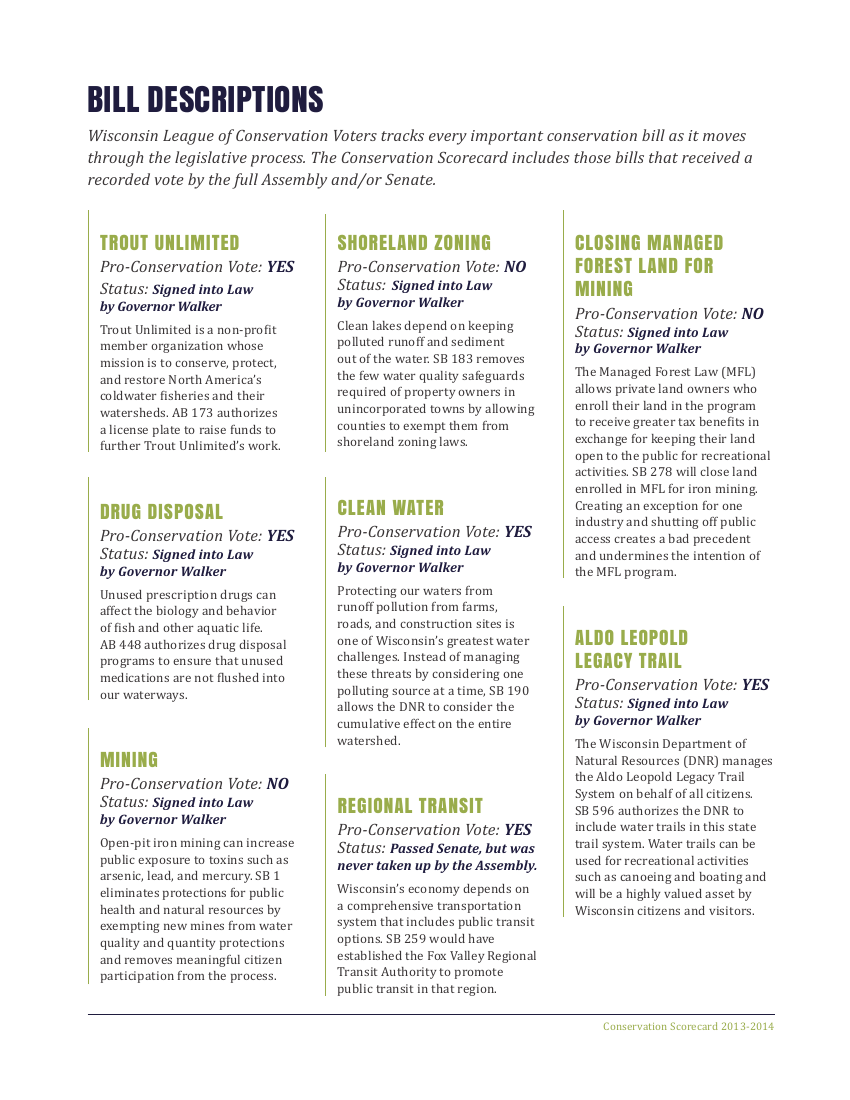 BILL DESCRIPTIONS
Wisconsin League of Conservation Voters tracks every important conservation bill as it moves
through the legislative process. The Conservation Scorecard includes those bills that received a
recorded vote by the full Assembly and/or Senate.
TROUT UNLIMITED
Pro-Conservation Vote: YES
Status: Signed into Law
by Governor Walker
Trout Unlimited is a non-profit
member organization whose
mission is to conserve, protect,
and restore North America's
coldwater fisheries and their
watersheds. AB 173 authorizes
a license plate to raise funds to
further Trout Unlimited's work.
DRUG DISPOSAL
Pro-Conservation Vote: YES
Status: Signed into Law
by Governor Walker
Unused prescription drugs can
affect the biology and behavior
of fish and other aquatic life.
AB 448 authorizes drug disposal
programs to ensure that unused
medications are not flushed into
our waterways.
MINING
Pro-Conservation Vote: NO
Status: Signed into Law
by Governor Walker
Open-pit iron mining can increase
public exposure to toxins such as
arsenic, lead, and mercury. SB 1
eliminates protections for public
health and natural resources by
exempting new mines from water
quality and quantity protections
and removes meaningful citizen
participation from the process.
SHORELAND ZONING
Pro-Conservation Vote: NO
Status: Signed into Law
by Governor Walker
Clean lakes depend on keeping
polluted runoff and sediment
out of the water. SB 183 removes
the few water quality safeguards
required of property owners in
unincorporated towns by allowing
counties to exempt them from
shoreland zoning laws.
CLEAN WATER
Pro-Conservation Vote: YES
Status: Signed into Law
by Governor Walker
Protecting our waters from
runoff pollution from farms,
roads, and construction sites is
one of Wisconsin's greatest water
challenges. Instead of managing
these threats by considering one
polluting source at a time, SB 190
allows the DNR to consider the
cumulative effect on the entire
watershed.
REGIONAL TRANSIT
Pro-Conservation Vote: YES
Status: Passed Senate, but was
never taken up by the Assembly.
Wisconsin's economy depends on
a comprehensive transportation
system that includes public transit
options. SB 259 would have
established the Fox Valley Regional
Transit Authority to promote
public transit in that region.
CLOSING MANAGED
FOREST LAND FOR
MINING
Pro-Conservation Vote: NO
Status: Signed into Law
by Governor Walker
The Managed Forest Law (MFL)
allows private land owners who
enroll their land in the program
to receive greater tax benefits in
exchange for keeping their land
open to the public for recreational
activities. SB 278 will close land
enrolled in MFL for iron mining.
Creating an exception for one
industry and shutting off public
access creates a bad precedent
and undermines the intention of
the MFL program.
ALDO LEOPOLD
LEGACY TRAIL
Pro-Conservation Vote: YES
Status: Signed into Law
by Governor Walker
The Wisconsin Department of
Natural Resources (DNR) manages
the Aldo Leopold Legacy Trail
System on behalf of all citizens.
SB 596 authorizes the DNR to
include water trails in this state
trail system. Water trails can be
used for recreational activities
such as canoeing and boating and
will be a highly valued asset by
Wisconsin citizens and visitors.
Conservation Scorecard 2013-2014